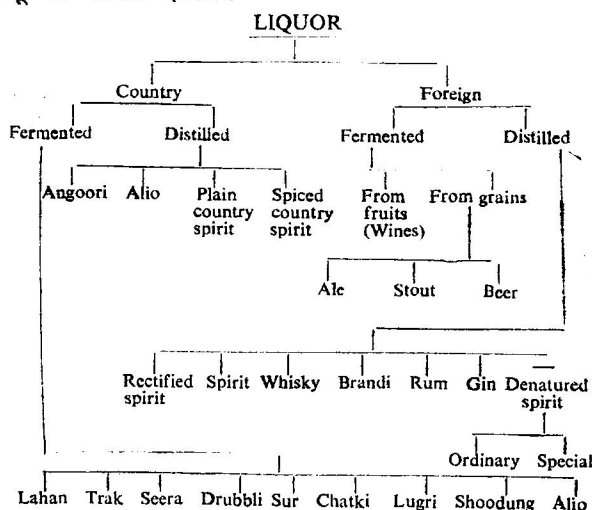 LIQUOR
Country Foreign
Fermented Distilled Fermented Distilled
Angoori Alio Plain country spirit Spiced country spirit From fruits (Wines) From grains
Ale Stout Beer
Rectified spirit Spirit Whisky Brandi Rum Gin Denatured spirit
Ordinary Special
Lahan Trak Seera Drubbli Sur Chatki Lugri Shoodung Alio